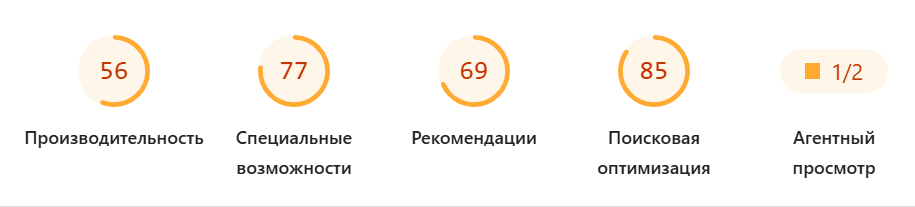 56 77 69 85 1/2
Производительность Специальные Рекомендации Поисковая Агентный
возможности оптимизация просмотр